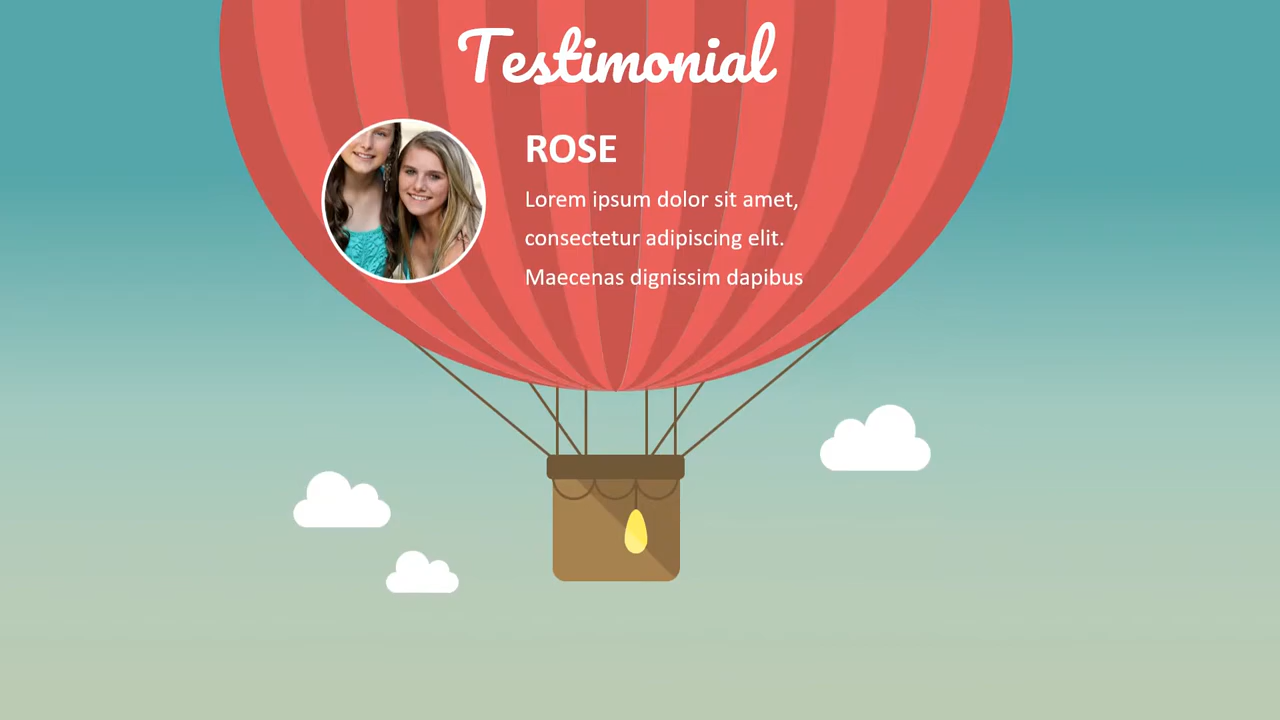 Testimonial
ROSE
Lorem ipsum dolor sit amet,
consectetur adipiscing elit.
Maecenas dignissim dapibus